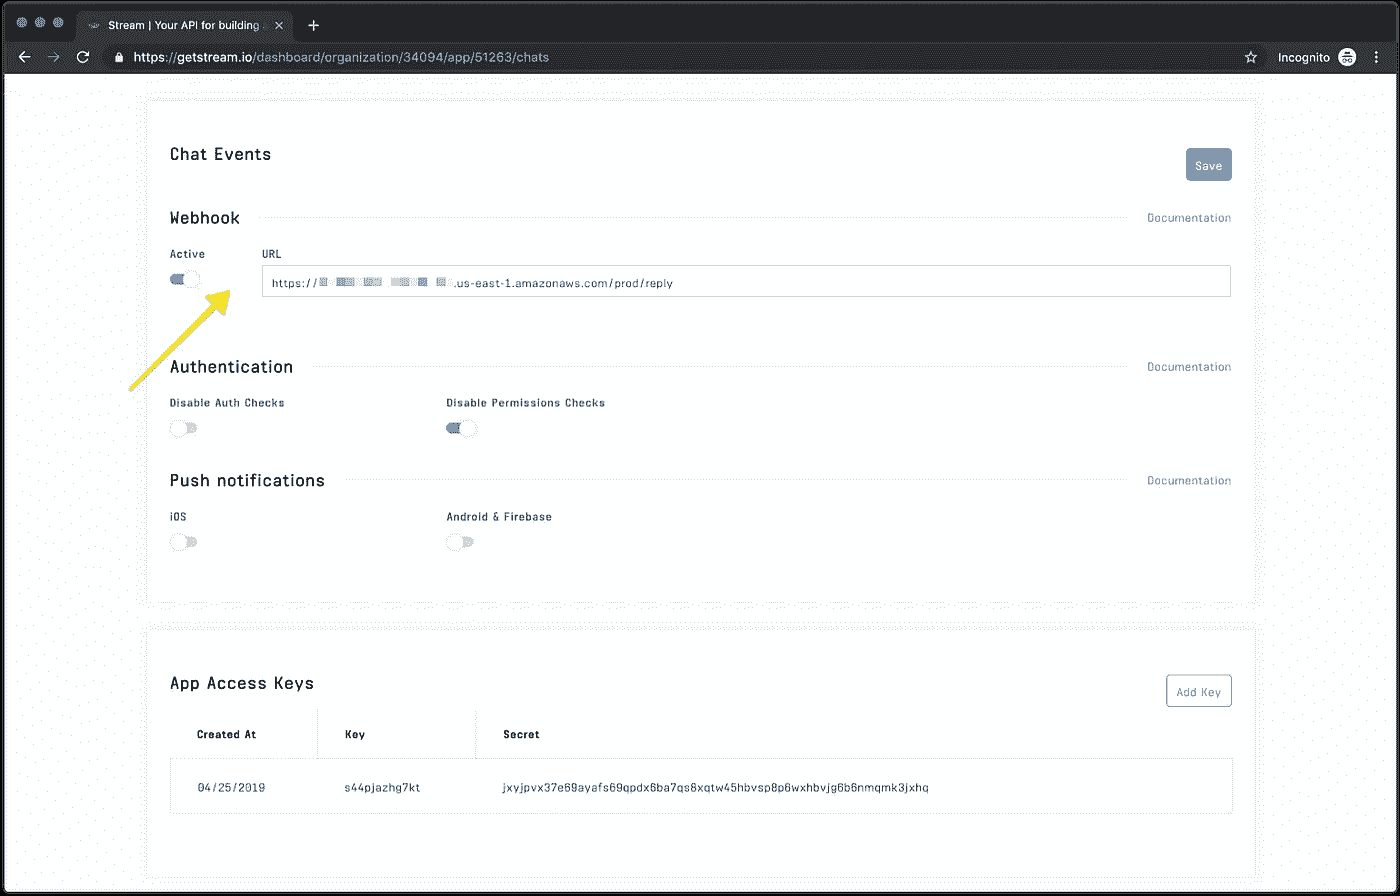 Stream | Your API for building
https://getstream.io/dashboard/organization/34094/app/51263/chats
Incognito
Chat Events
Save
Webhook
Documentation
Active
URL
https:// .us-east-1.amazonaws.com/prod/reply
Authentication
Documentation
Disable Auth Checks
Disable Permissions Checks
Push notifications
Documentation
iOS
Android & Firebase
App Access Keys
Add Key
Created At
Key
Secret
04/25/2019
s44pjazhg7kt
jxyjpvx37e69ayafs69qpdx6ba7qs8xqtw45hbvsp8p6wxhbvjg6b6nmqmk3jxhq